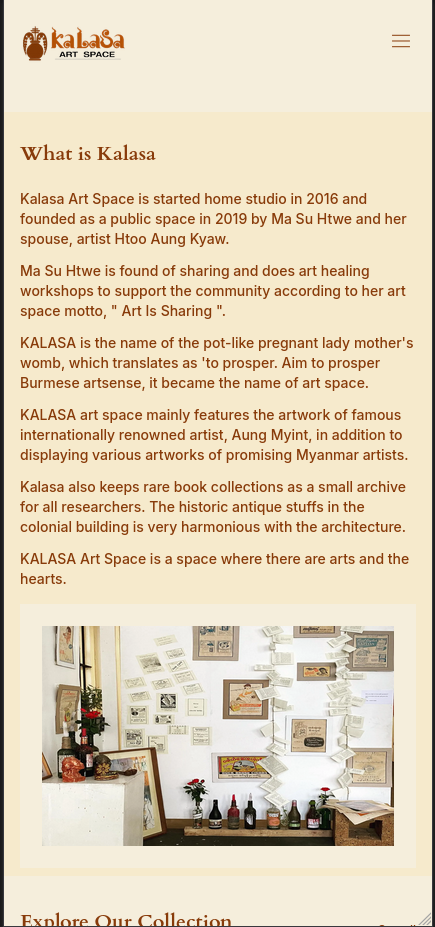 kalasa
ART SPACE
What is Kalasa
Kalasa Art Space is started home studio in 2016 and
founded as a public space in 2019 by Ma Su Htwe and her
spouse, artist Htoo Aung Kyaw.
Ma Su Htwe is found of sharing and does art healing
workshops to support the community according to her art
space motto, " Art Is Sharing ".
KALASA is the name of the pot-like pregnant lady mother's
womb, which translates as 'to prosper. Aim to prosper
Burmese artsense, it became the name of art space.
KALASA art space mainly features the artwork of famous
internationally renowned artist, Aung Myint, in addition to
displaying various artworks of promising Myanmar artists.
Kalasa also keeps rare book collections as a small archive
for all researchers. The historic antique stuffs in the
colonial building is very harmonious with the architecture.
KALASA Art Space is a space where there are arts and the
hearts.
Explore Our Collection